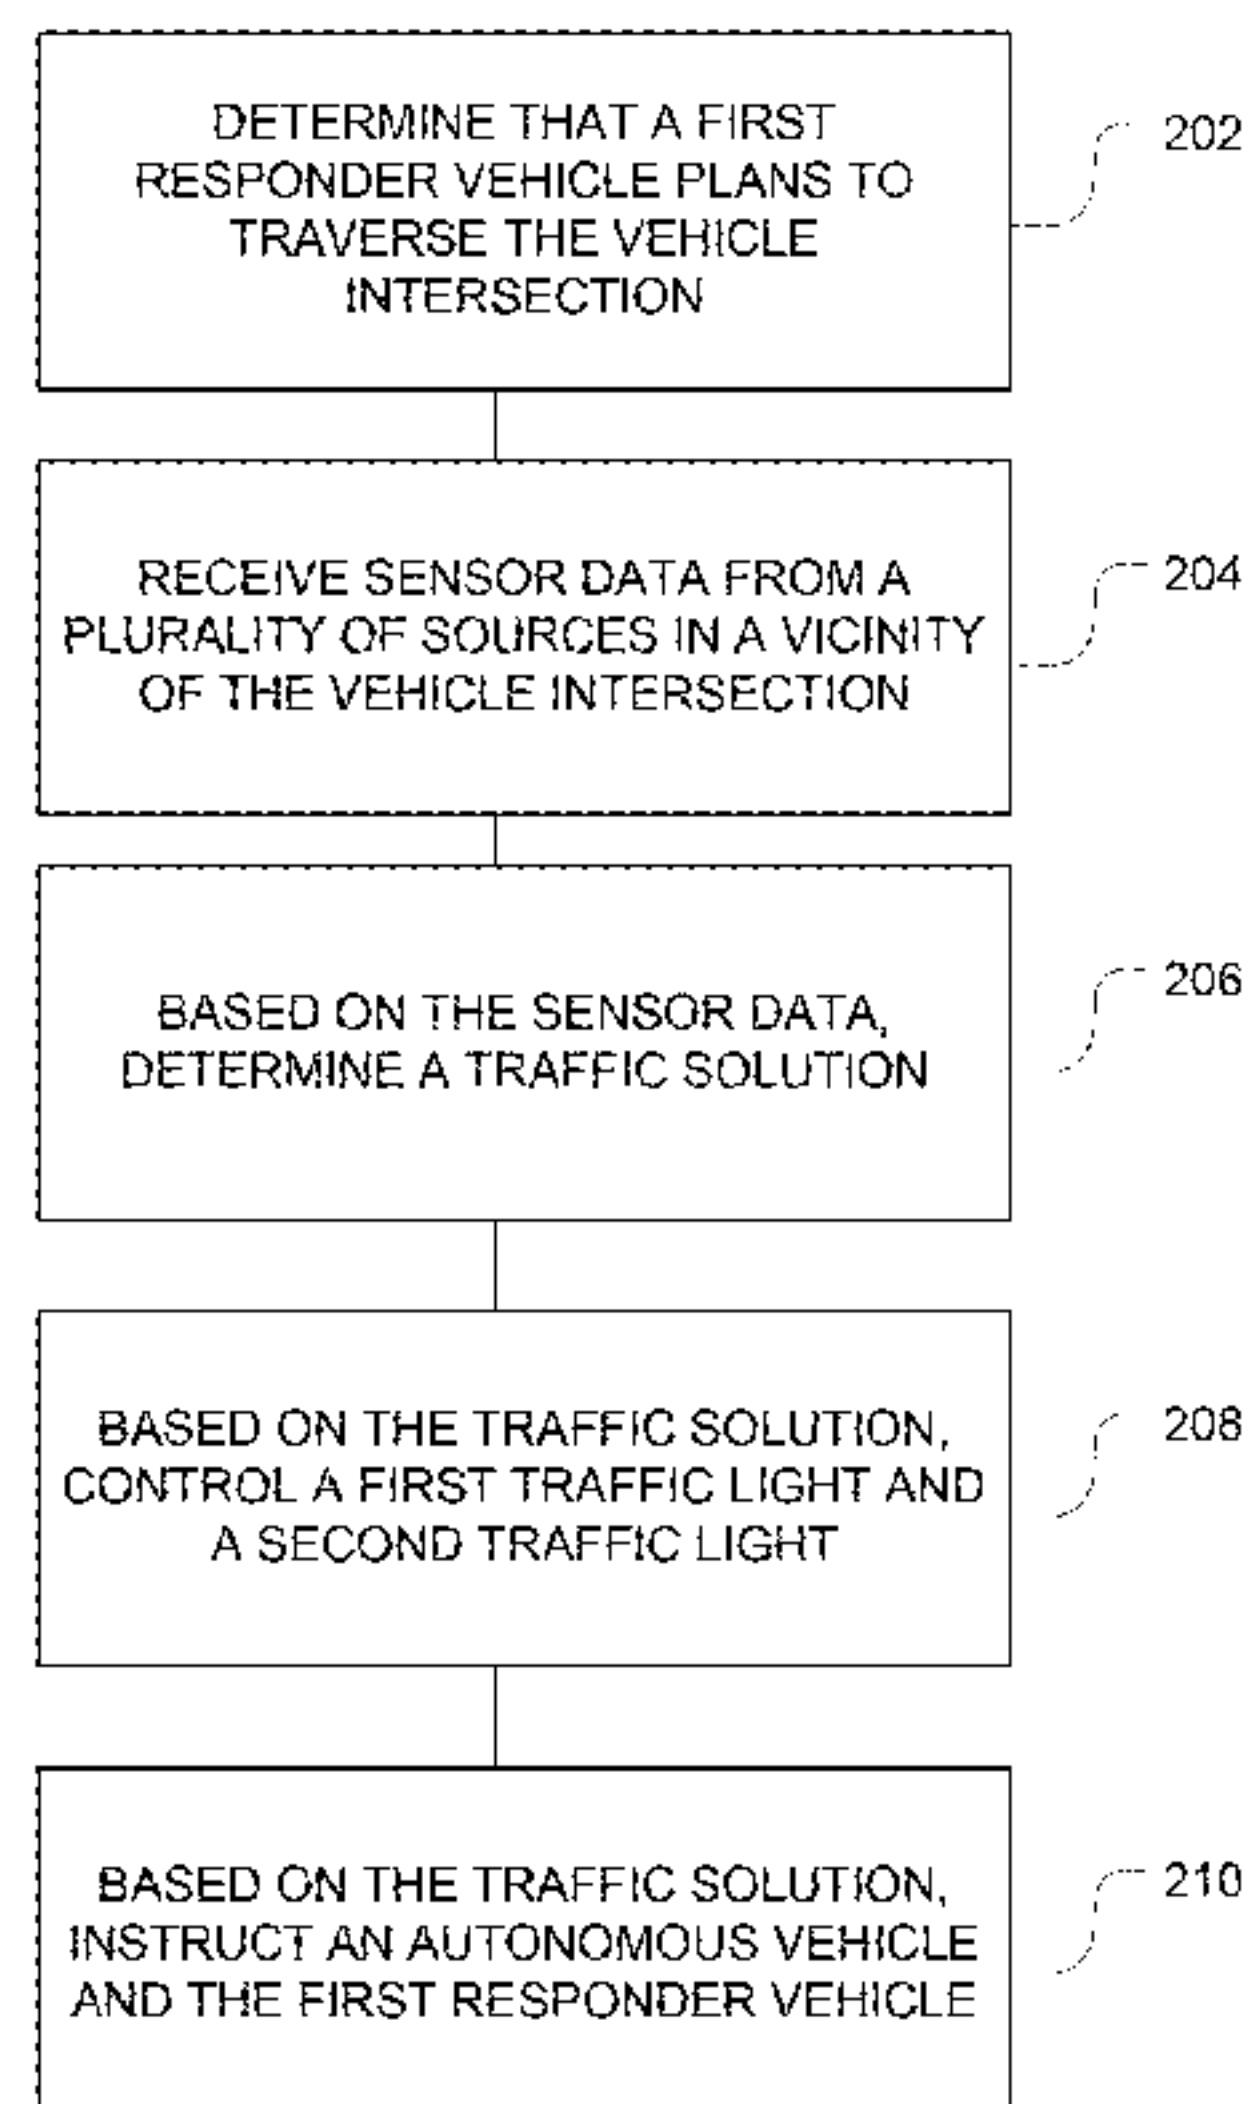 DETERMINE THAT A FIRST
RESPONDER VEHICLE PLANS TO
TRAVERSE THE VEHICLE
INTERSECTION
202
RECEIVE SENSOR DATA FROM A
PLURALITY OF SOURCES IN A VICINITY
OF THE VEHICLE INTERSECTION
204
BASED ON THE SENSOR DATA,
DETERMINE A TRAFFIC SOLUTION
206
BASED ON THE TRAFFIC SOLUTION,
CONTROL A FIRST TRAFFIC LIGHT AND
A SECOND TRAFFIC LIGHT
208
BASED ON THE TRAFFIC SOLUTION,
INSTRUCT AN AUTONOMOUS VEHICLE
AND THE FIRST RESPONDER VEHICLE
210